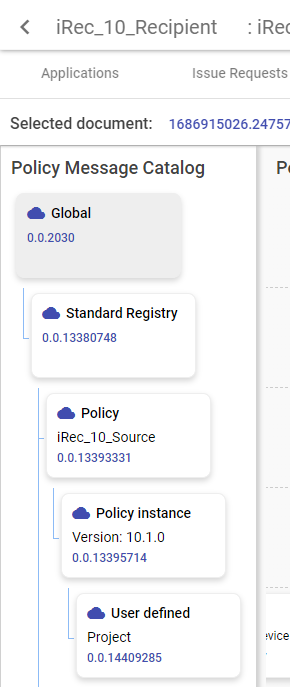 iRec_10_Recipient : iRec
Applications Issue Requests
Selected document: 1686915026.24757
Policy Message Catalog
Global
0.0.2030
Standard Registry
0.0.13380748
Policy
iRec_10_Source
0.0.13393331
Policy instance
Version: 10.1.0
0.0.13395714
User defined
Project
0.0.14409285